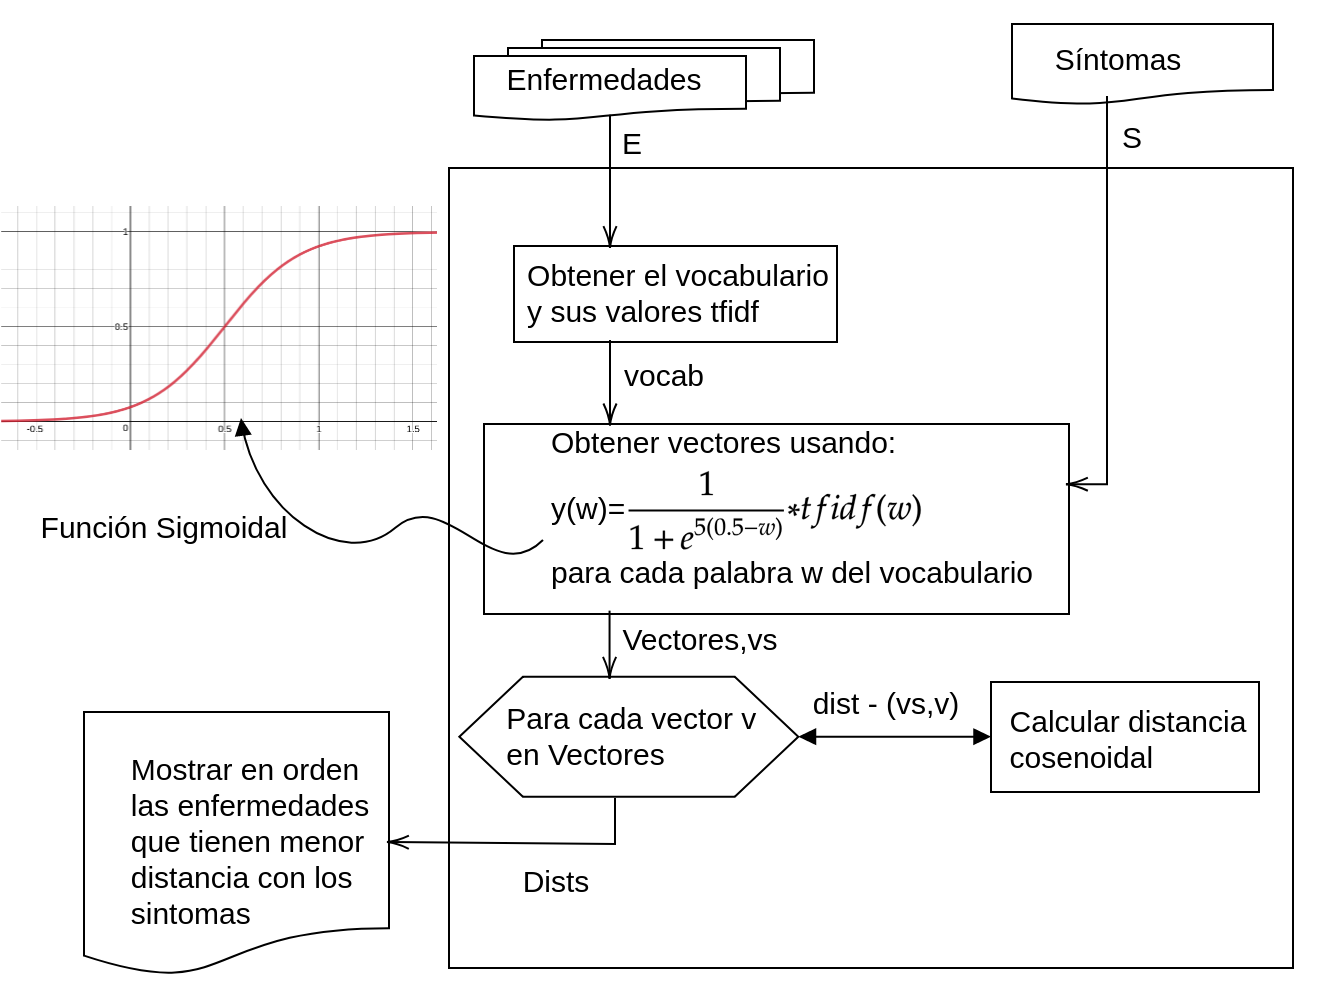 Enfermedades
Síntomas
E
S
Obtener el vocabulario
y sus valores tfidf
vocab
1
0.5
-0.5
0
0.5
1
1.5
Obtener vectores usando:
y(w)=1/(1+e^5(0.5−w))*tfidf(w)
para cada palabra w del vocabulario
Función Sigmoidal
Vectores,vs
Para cada vector v
en Vectores
dist - (vs,v)
Calcular distancia
cosenoidal
Mostrar en orden
las enfermedades
que tienen menor
distancia con los
sintomas
Dists